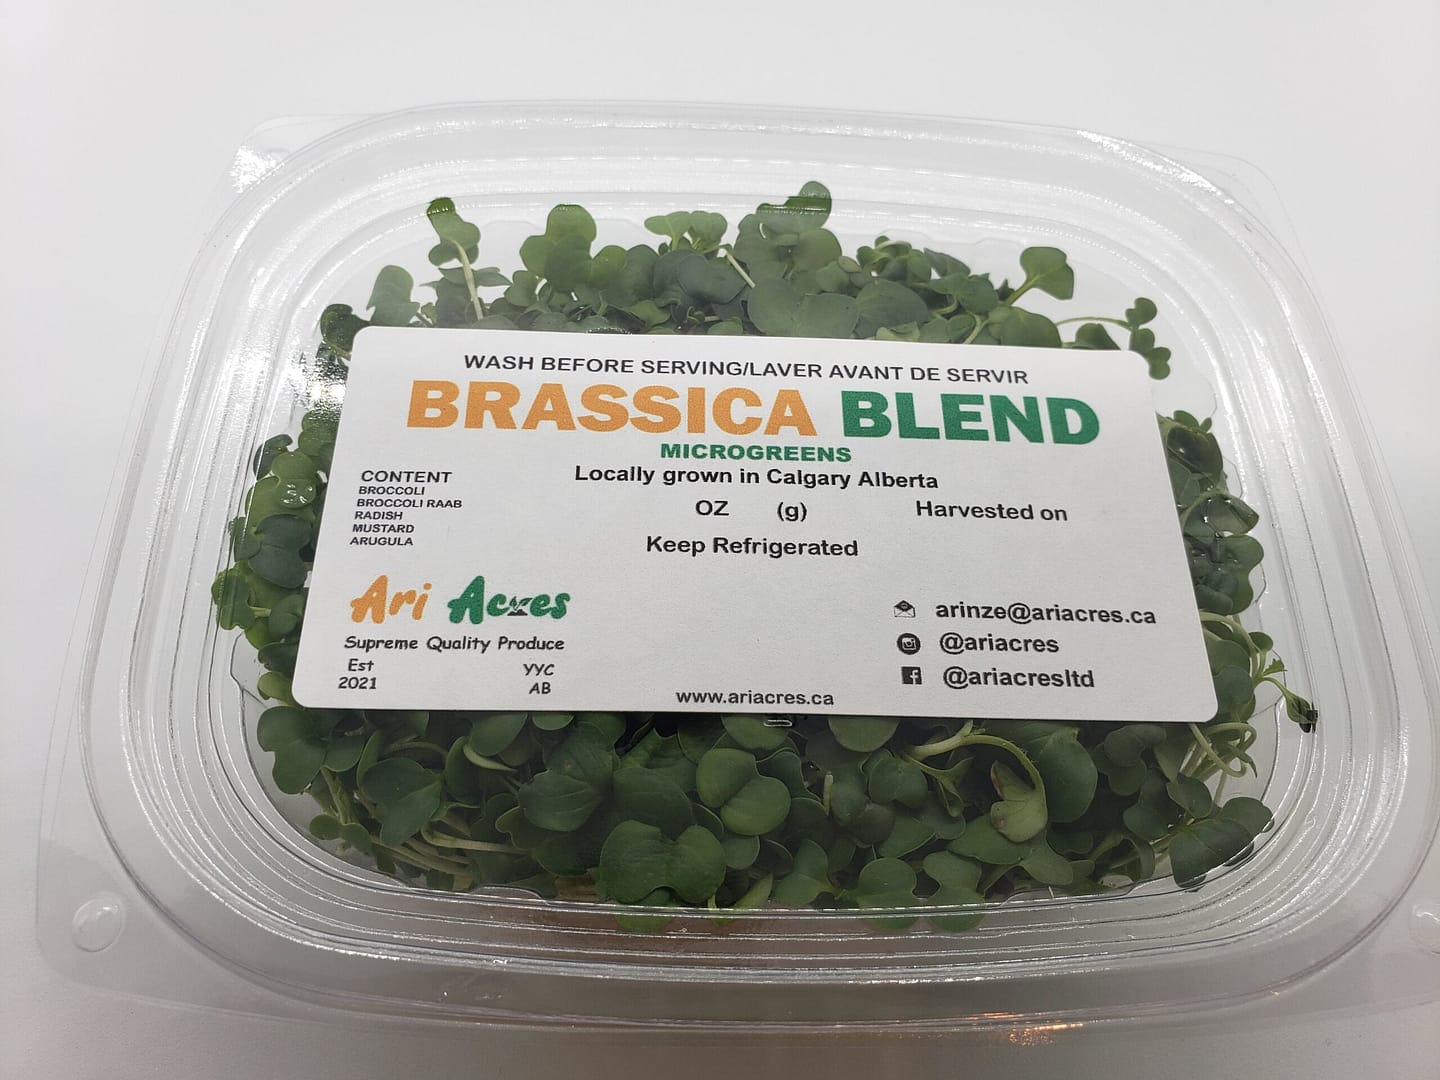 WASH BEFORE SERVING/LAVER AVANT DE SERVIR
BRASSICA BLEND
MICROGREENS
Locally grown in Calgary Alberta
OZ (g) Harvested on
Keep Refrigerated
CONTENT
BROCCOLI
BROCCOLI RAAB
RADISH
MUSTARD
ARUGULA
Ari Acres
Supreme Quality Produce
Est YYC
2021 AB
www.ariacres.ca
arinze@ariacres.ca
@ariacres
@ariacresltd